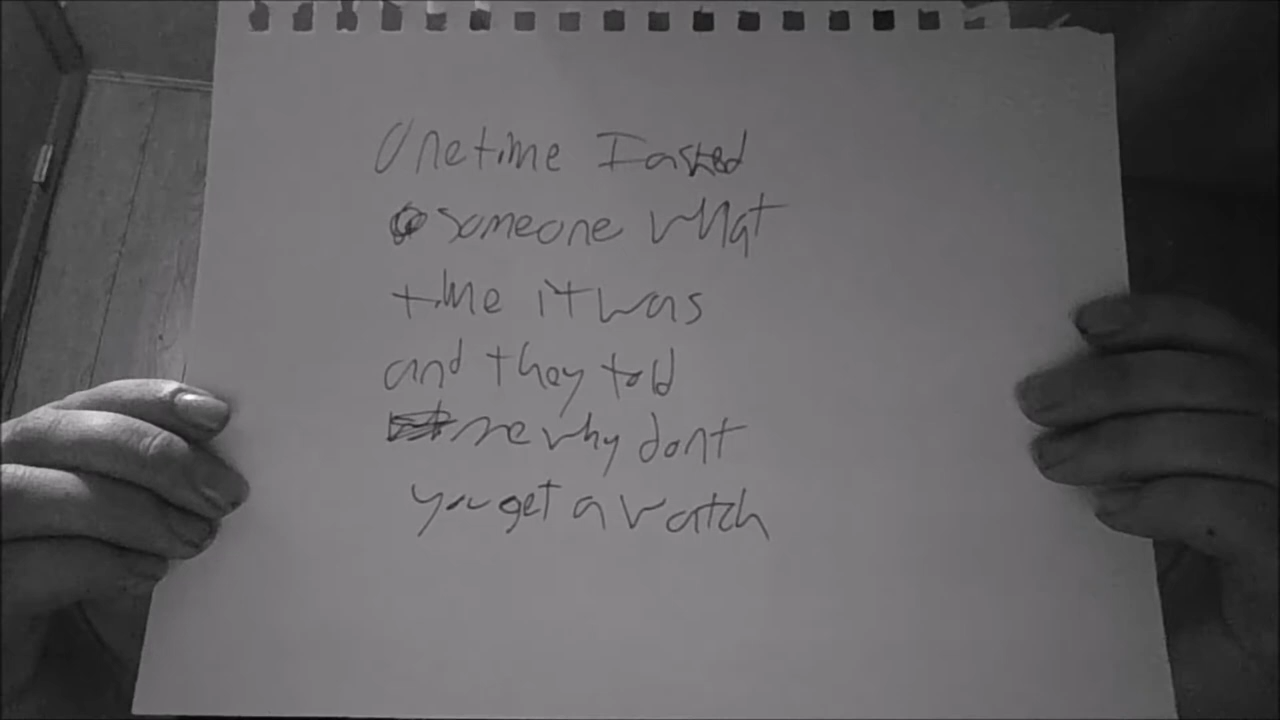 One time I asked
someone what
time it was
and they told
me why dont
you get a watch